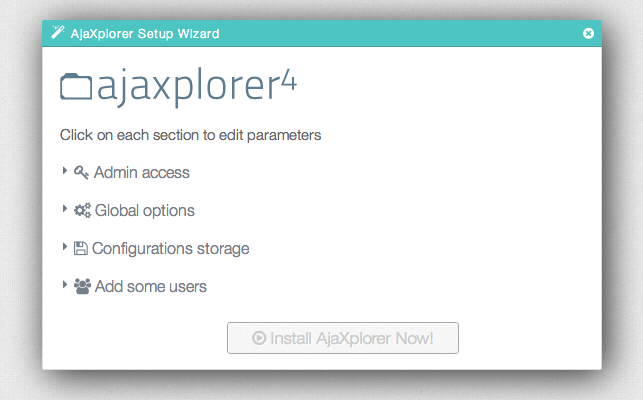 AjaXplorer Setup Wizard
ajaxplorer4
Click on each section to edit parameters
Admin access
Global options
Configurations storage
Add some users
Install AjaXplorer Now!